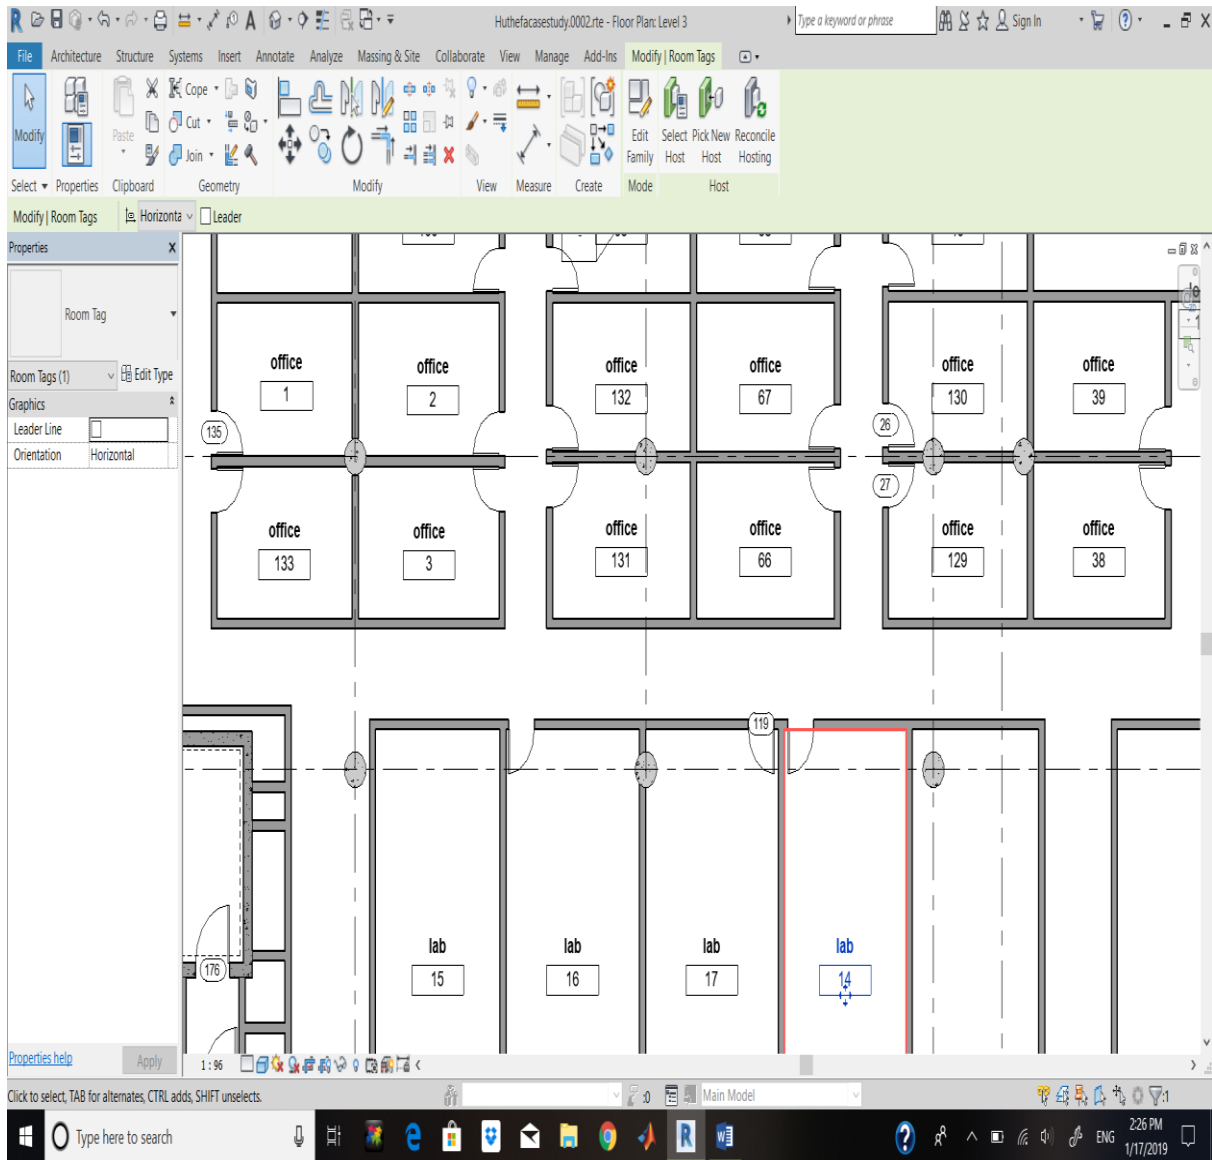 Huthefacasestudy.0002.rte - Floor Plan: Level 3
Type a keyword or phrase
Sign In
File Architecture Structure Systems Insert Annotate Analyze Massing & Site Collaborate View Manage Add-Ins Modify | Room Tags
Modify Paste Cope Cut Join Edit Family Select Host Pick New Host Reconcile Hosting
Select Properties Clipboard Geometry Modify View Measure Create Mode Host
Modify | Room Tags Horizonta Leader
Properties X
Room Tag
Room Tags (1) Edit Type
Graphics
Leader Line
Orientation Horizontal
office office office office office office
1 2 132 67 130 39
135 26
27
office office office office office office
133 3 131 66 129 38
119
lab lab lab lab
15 16 17 14
176
Properties help Apply
1 : 96
Click to select, TAB for alternates, CTRL adds, SHIFT unselects.
:0 Main Model :1
Type here to search
ENG
2:26 PM
1/17/2019